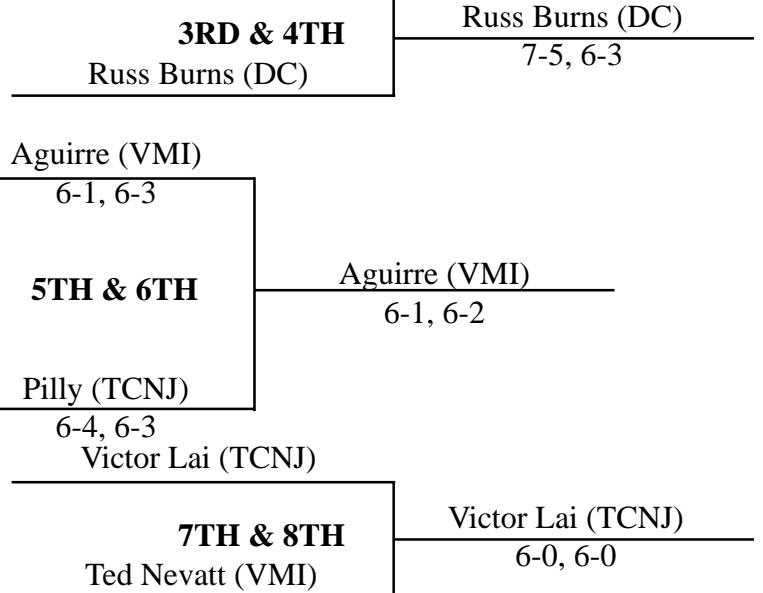 Russ Burns (DC)
3RD & 4TH
7-5, 6-3
Russ Burns (DC)
Aguirre (VMI)
6-1, 6-3
5TH & 6TH
Aguirre (VMI)
6-1, 6-2
Pilly (TCNJ)
6-4, 6-3
Victor Lai (TCNJ)
Victor Lai (TCNJ)
7TH & 8TH
6-0, 6-0
Ted Nevatt (VMI)